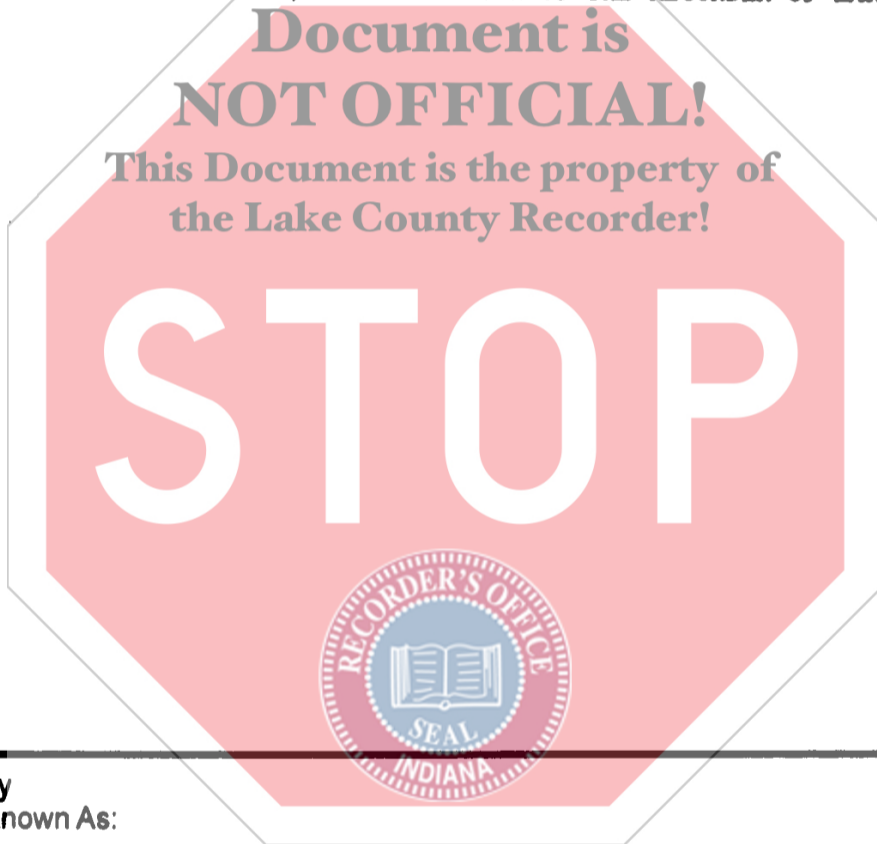 Document is
NOT OFFICIAL!
This Document is the property of
the Lake County Recorder!
STOP
RECORDER'S OFFICE
SEAL
INDIANA
y
nown As: